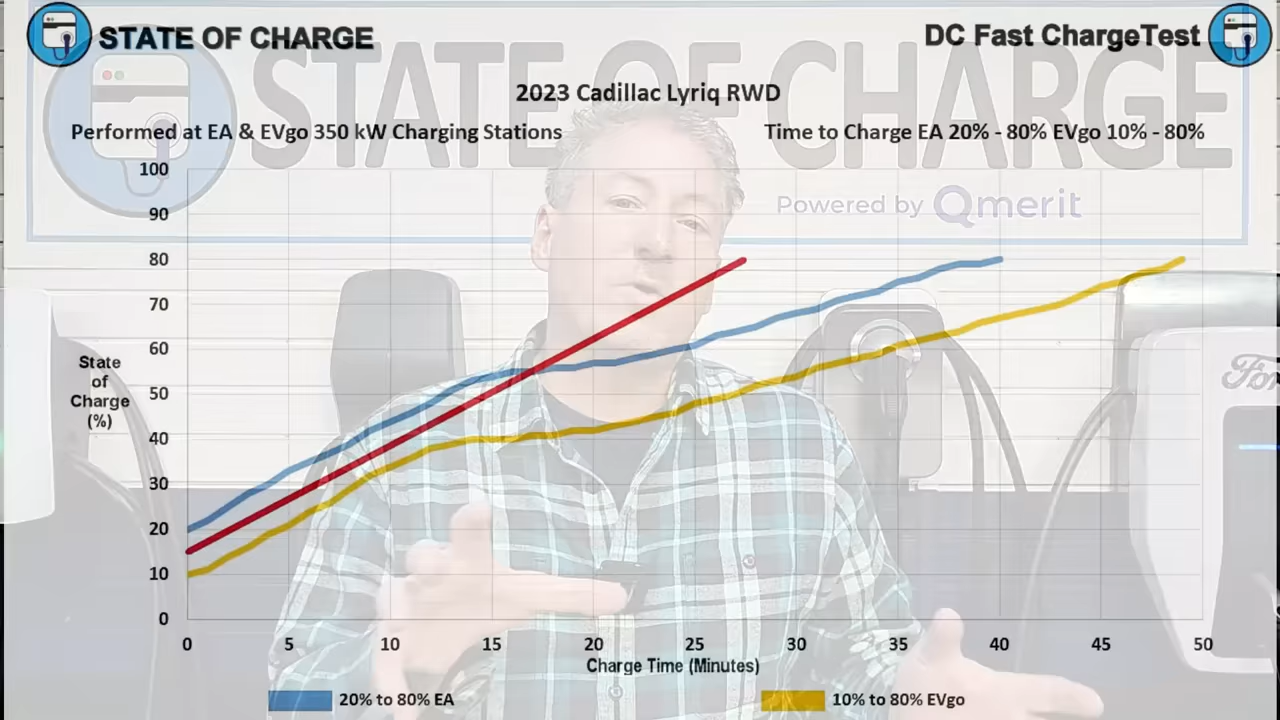 STATE OF CHARGE
DC Fast ChargeTest
STATE OF CHARGE
2023 Cadillac Lyriq RWD
Performed at EA & EVgo 350 kW Charging Stations
Time to Charge EA 20% - 80% EVgo 10% - 80%
Powered by Qmerit
100
90
80
70
60
50
40
30
20
10
0
State
of
Charge
(%)
Ford
0 5 10 15 20 25 30 35 40 45 50
Charge Time (Minutes)
20% to 80% EA
10% to 80% EVgo